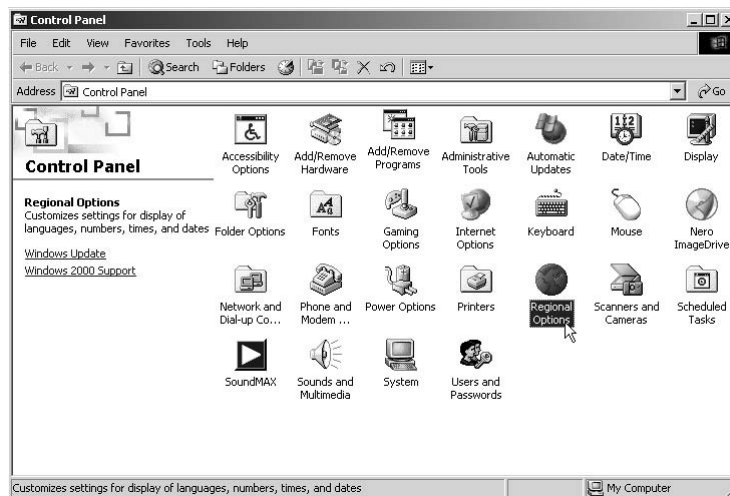 Control Panel
File Edit View Favorites Tools Help
Back Search Folders
Address Control Panel Go
Control Panel
Regional Options
Customizes settings for display of
languages, numbers, times, and dates
Windows Update
Windows 2000 Support
Accessibility
Options
Add/Remove
Hardware
Add/Remove
Programs
Administrative
Tools
Automatic
Updates
Date/Time
Display
Folder Options
Fonts
Gaming
Options
Internet
Options
Keyboard
Mouse
Nero
ImageDrive
Network and
Dial-up Co...
Phone and
Modem ...
Power Options
Printers
Regional
Options
Scanners and
Cameras
Scheduled
Tasks
SoundMAX
Sounds and
Multimedia
System
Users and
Passwords
Customizes settings for display of languages, numbers, times, and dates
My Computer